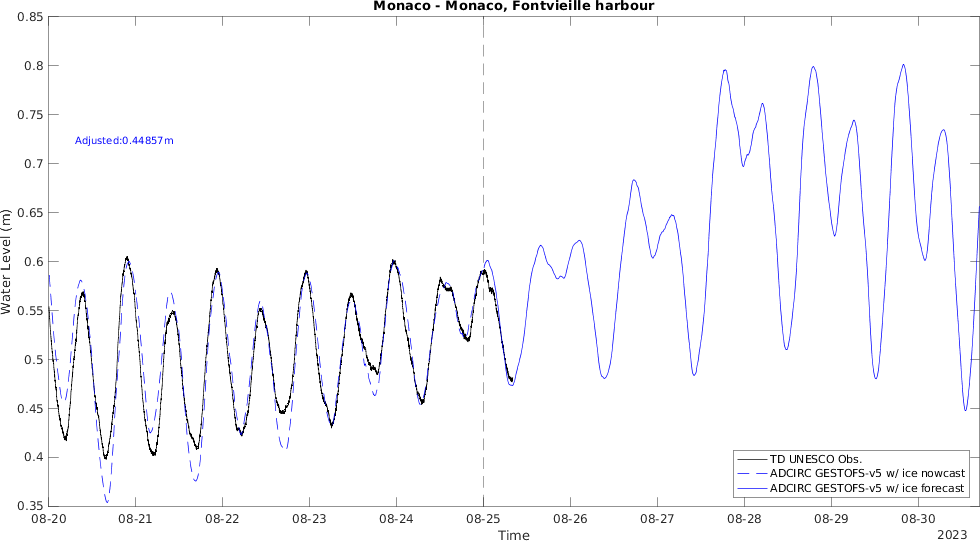 Monaco - Monaco, Fontvieille harbour
0.85
0.8
0.75
Adjusted:0.44857m
0.7
0.65
0.6
0.55
0.5
0.45
0.4
0.35
Water Level (m)
TD UNESCO Obs.
ADCIRC GESTOFS-v5 w/ ice nowcast
ADCIRC GESTOFS-v5 w/ ice forecast
08-20 08-21 08-22 08-23 08-24 08-25 08-26 08-27 08-28 08-29 08-30
Time
2023